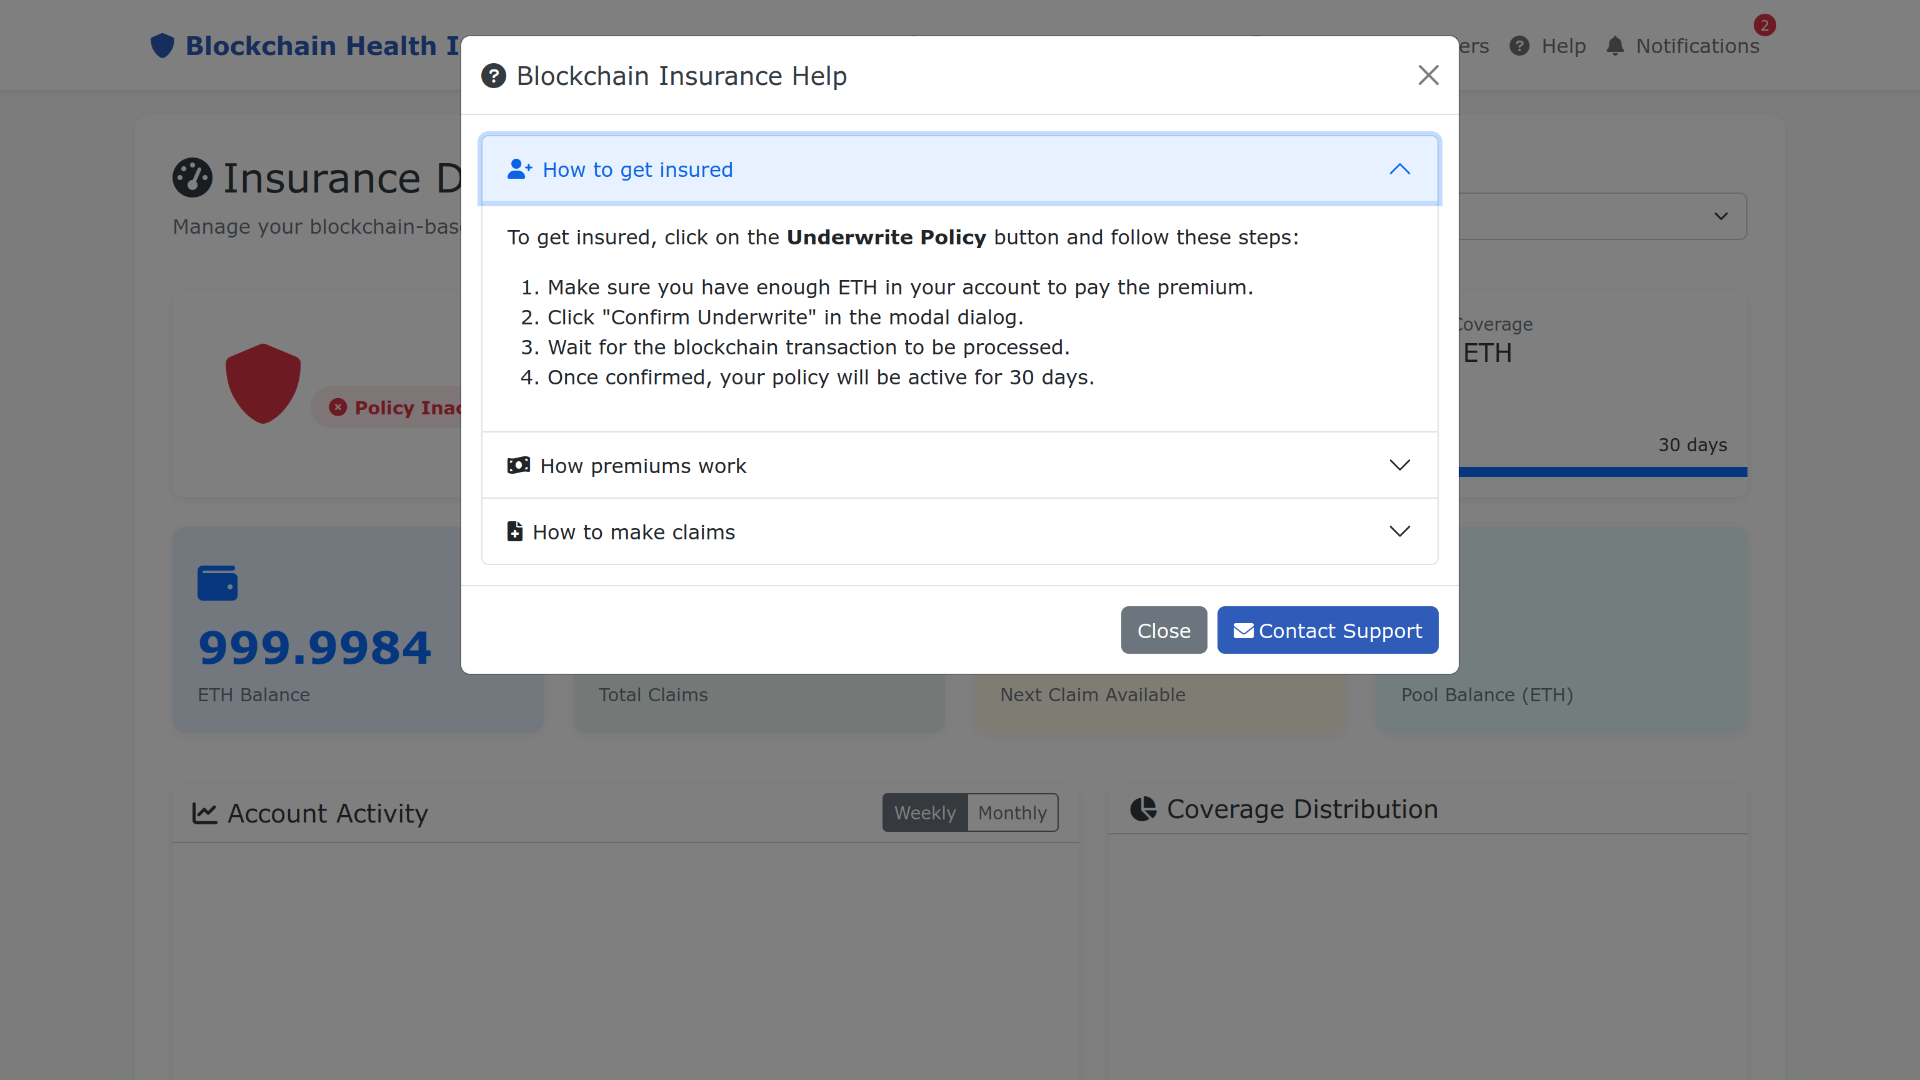 Blockchain Health I
Help
Notifications
2
Blockchain Insurance Help
Insurance D
Manage your blockchain-bas
How to get insured
To get insured, click on the Underwrite Policy button and follow these steps:
1. Make sure you have enough ETH in your account to pay the premium.
2. Click "Confirm Underwrite" in the modal dialog.
3. Wait for the blockchain transaction to be processed.
4. Once confirmed, your policy will be active for 30 days.
Policy Inac
Coverage
ETH
30 days
How premiums work
How to make claims
Close
Contact Support
999.9984
ETH Balance
Total Claims
Next Claim Available
Pool Balance (ETH)
Account Activity
Weekly
Monthly
Coverage Distribution